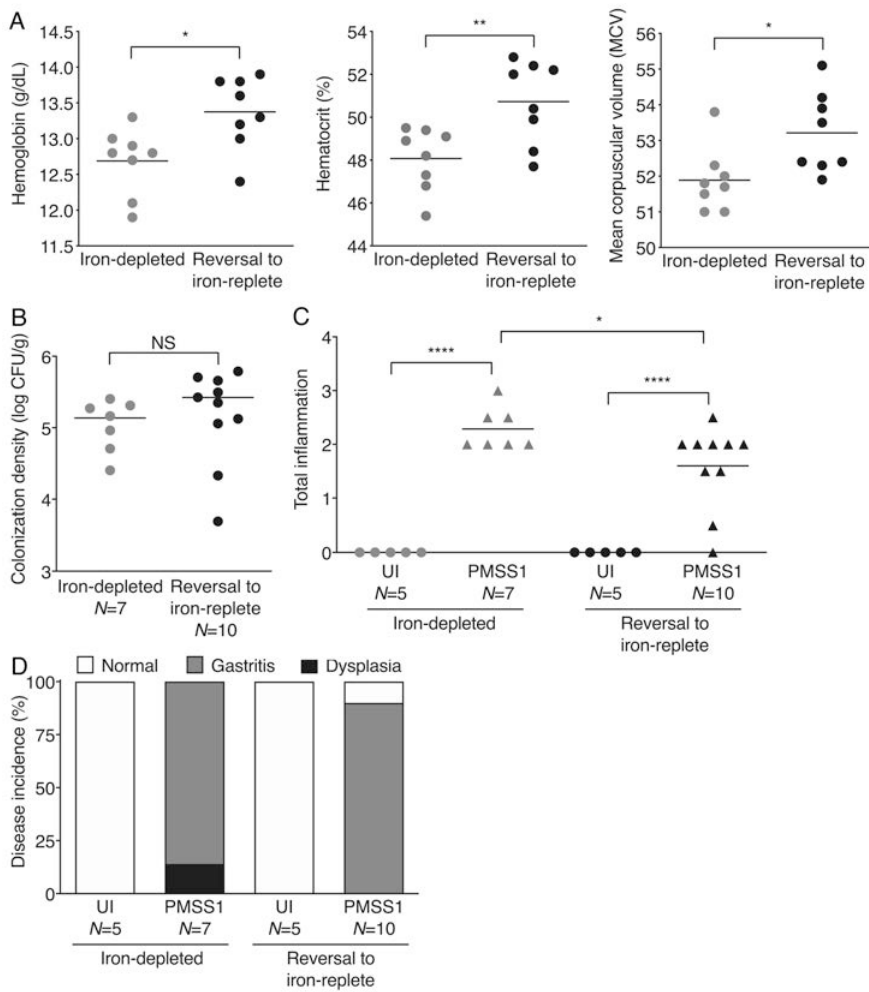 A
Hemoglobin (g/dL)
14.5
14.0
13.5
13.0
12.5
12.0
11.5
*
Iron-depleted
Reversal to
iron-replete
Hematocrit (%)
54
52
50
48
46
44
**
Iron-depleted
Reversal to
iron-replete
Mean corpuscular volume (MCV)
56
55
54
53
52
51
50
*
Iron-depleted
Reversal to
iron-replete
B
Colonization density (log CFU/g)
6
5
4
3
NS
Iron-depleted
N=7
Reversal to
iron-replete
N=10
C
Total inflammation
4
3
2
1
0
****
*
****
UI
N=5
PMSS1
N=7
UI
N=5
PMSS1
N=10
Iron-depleted
Reversal to
iron-replete
D
Normal
Gastritis
Dysplasia
Disease incidence (%)
100
75
50
25
0
UI
N=5
PMSS1
N=7
UI
N=5
PMSS1
N=10
Iron-depleted
Reversal to
iron-replete